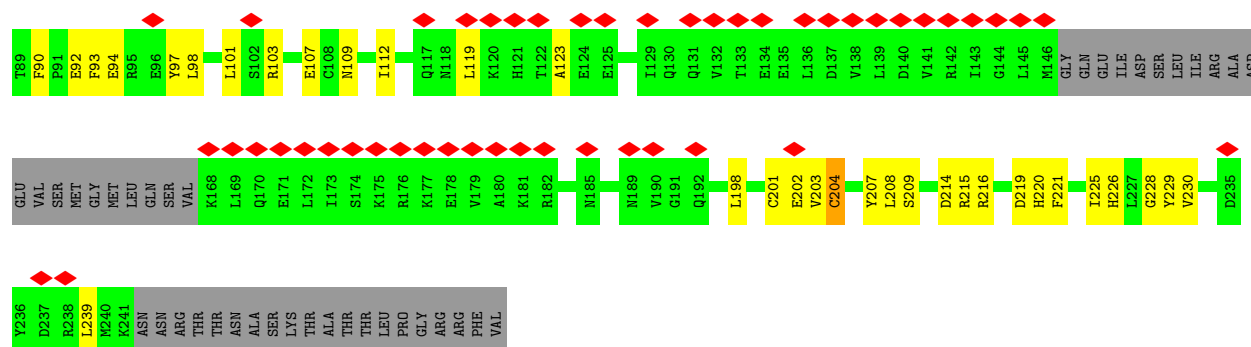 T89 F90 P91 E92 F93 E94 R95 E96 Y97 L98 L101 S102 R103 E107 C108 N109 I112 Q117 N118 L119 K120 H121 T122 A123 E124 E125 I129 Q130 Q131 V132 T133 E134 E135 L136 D137 V138 L139 D140 V141 R142 I143 G144 L145 M146 GLY GLN GLU ILE ASP SER LEU ILE ARG ALA ASP
GLU VAL SER MET GLY MET LEU GLN SER VAL K168 L169 Q170 E171 L172 I173 S174 K175 R176 K177 E178 V179 A180 K181 R182 N185 N189 V190 G191 Q192 L198 C201 E202 V203 C204 Y207 L208 S209 D214 R215 R216 D219 H220 F221 I225 H226 L227 G228 Y229 V230 D235
Y236 D237 R238 L239 M240 K241 ASN ASN ARG THR THR ASN ALA SER LYS THR ALA THR THR LEU PRO GLY ARG ARG PHE VAL